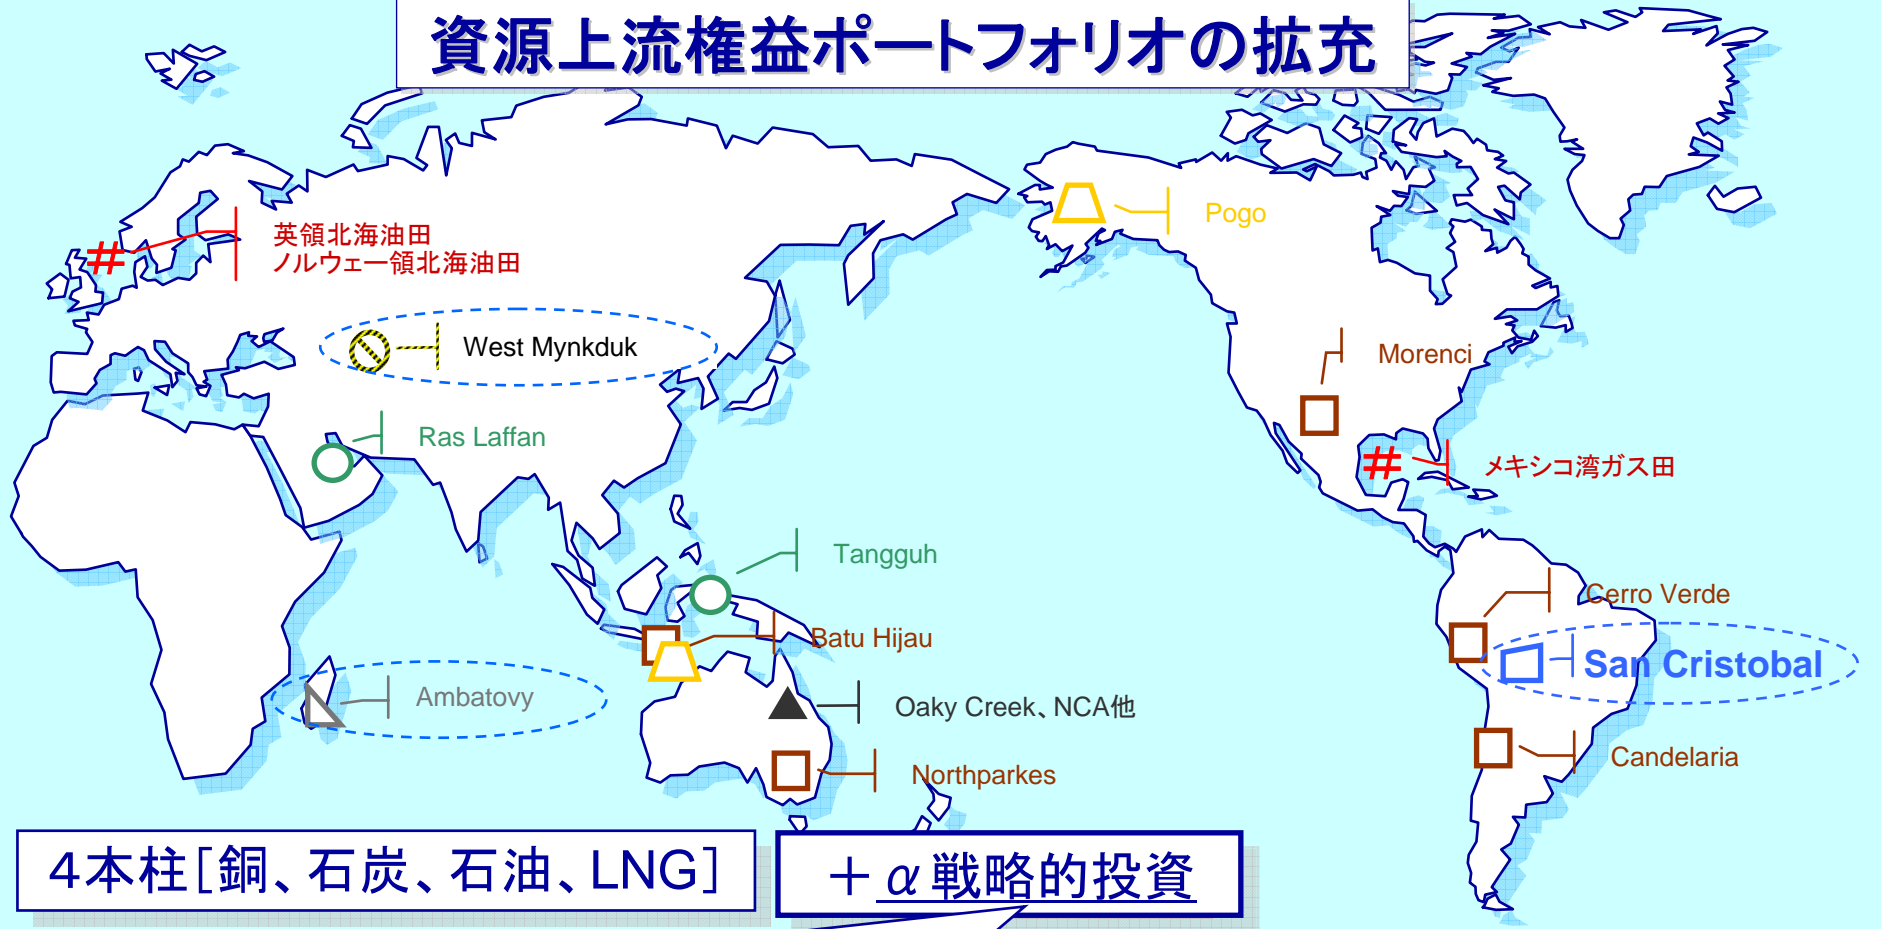 資源上流権益ポートフォリオの拡充
Pogo
英領北海油田
ノルウェー領北海油田
West Mynkduk
Morenci
Ras Laffan
メキシコ湾ガス田
Tangguh
Cerro Verde
Batu Hijau
San Cristobal
Ambatovy
Oaky Creek、NCA他
Northparkes
Candelaria
4本柱[銅、石炭、石油、LNG]
+α戦略的投資